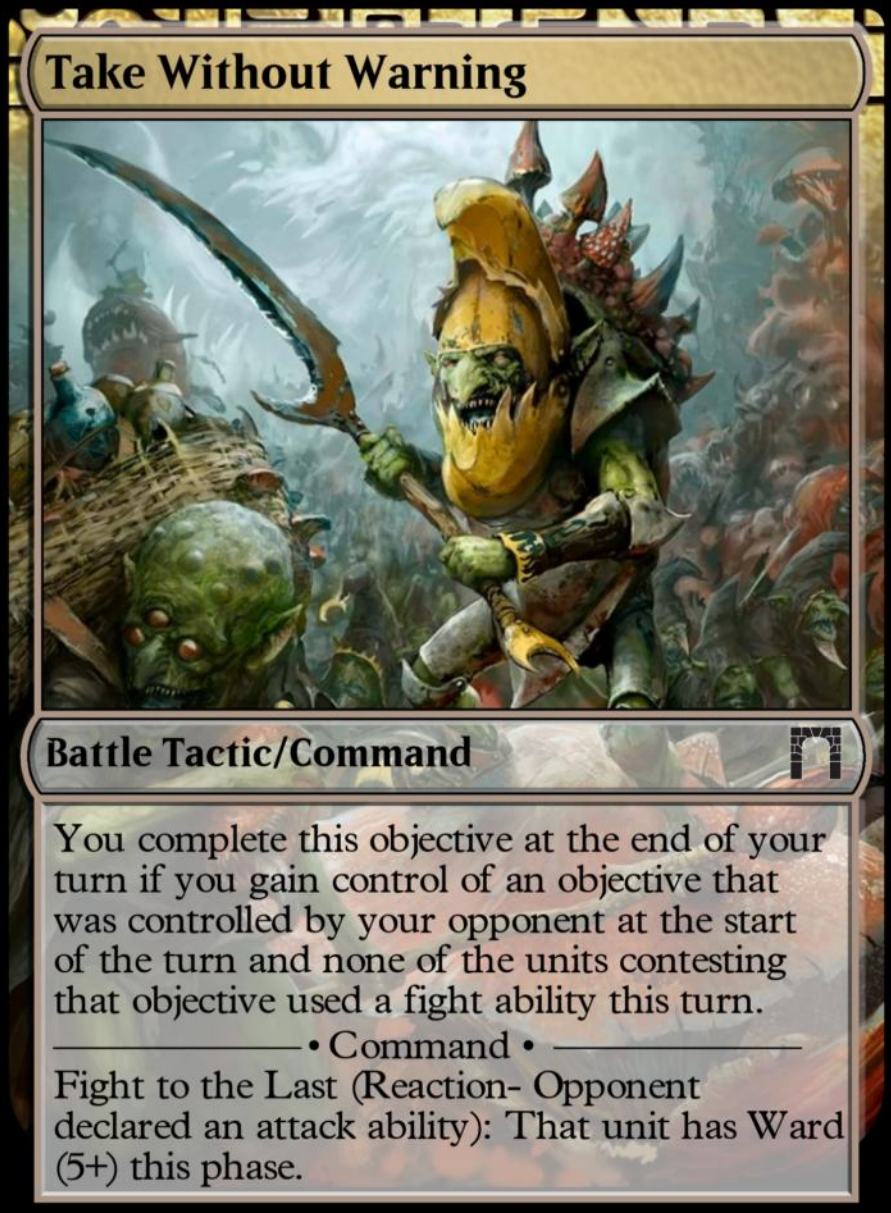 Take Without Warning
Battle Tactic/Command
You complete this objective at the end of your
turn if you gain control of an objective that
was controlled by your opponent at the start
of the turn and none of the units contesting
that objective used a fight ability this turn.
• Command •
Fight to the Last (Reaction- Opponent
declared an attack ability): That unit has Ward
(5+) this phase.